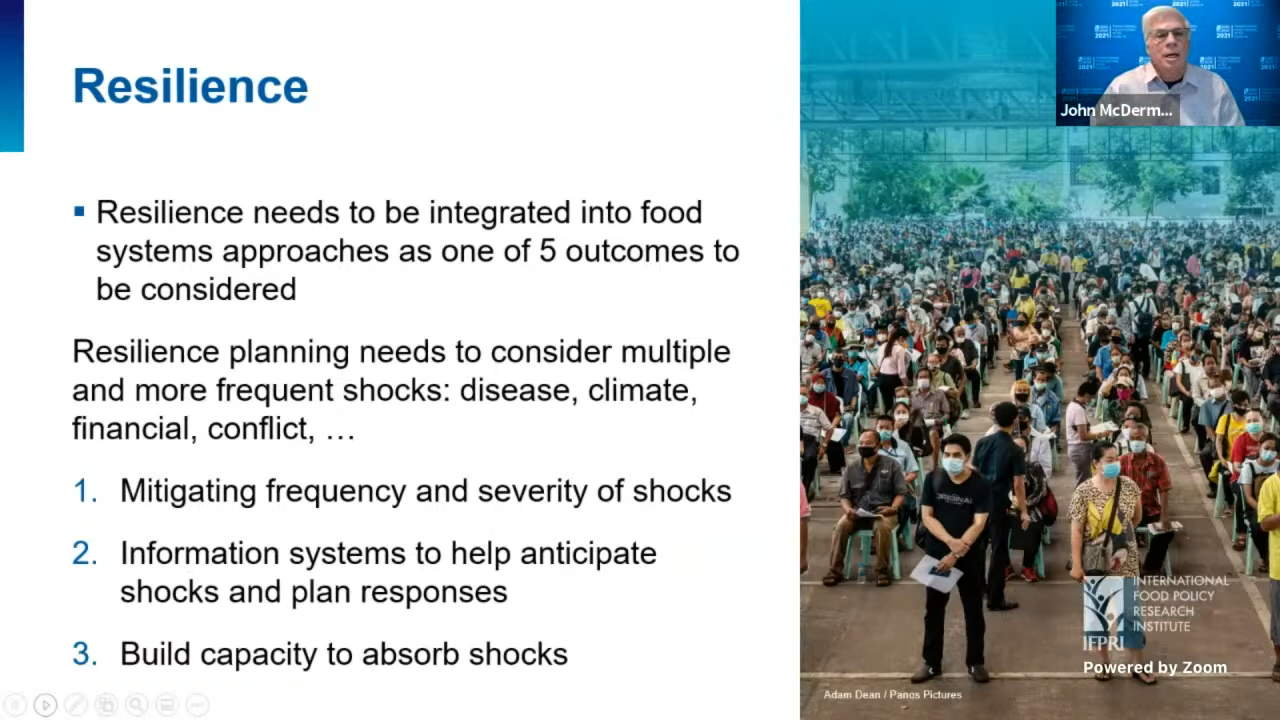 Resilience
Resilience needs to be integrated into food
systems approaches as one of 5 outcomes to
be considered
Resilience planning needs to consider multiple
and more frequent shocks: disease, climate,
financial, conflict, …
1. Mitigating frequency and severity of shocks
2. Information systems to help anticipate
shocks and plan responses
3. Build capacity to absorb shocks
John McDerm...
ORIGINAL
INTERNATIONAL
FOOD POLICY
RESEARCH
INSTITUTE
IFPRI
Powered by Zoom
Adam Dean / Panos Pictures